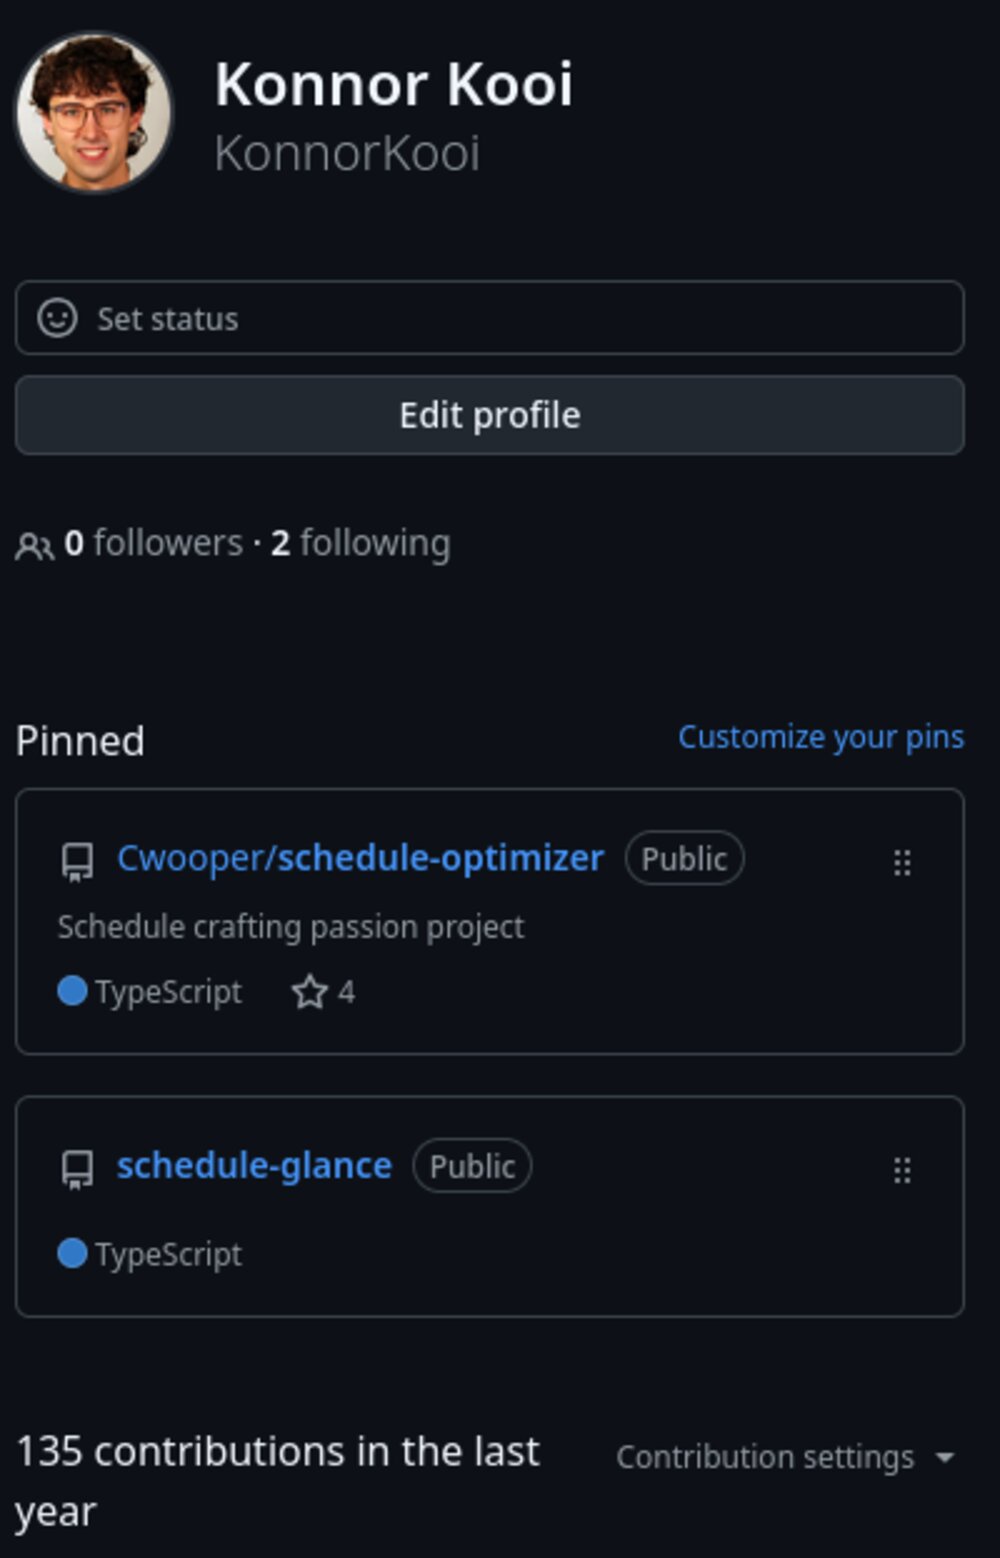 Konnor Kooi
KonnorKooi
Set status
Edit profile
0 followers · 2 following
Pinned
Customize your pins
Cwooper/schedule-optimizer Public
Schedule crafting passion project
TypeScript 4
schedule-glance Public
TypeScript
135 contributions in the last
year
Contribution settings